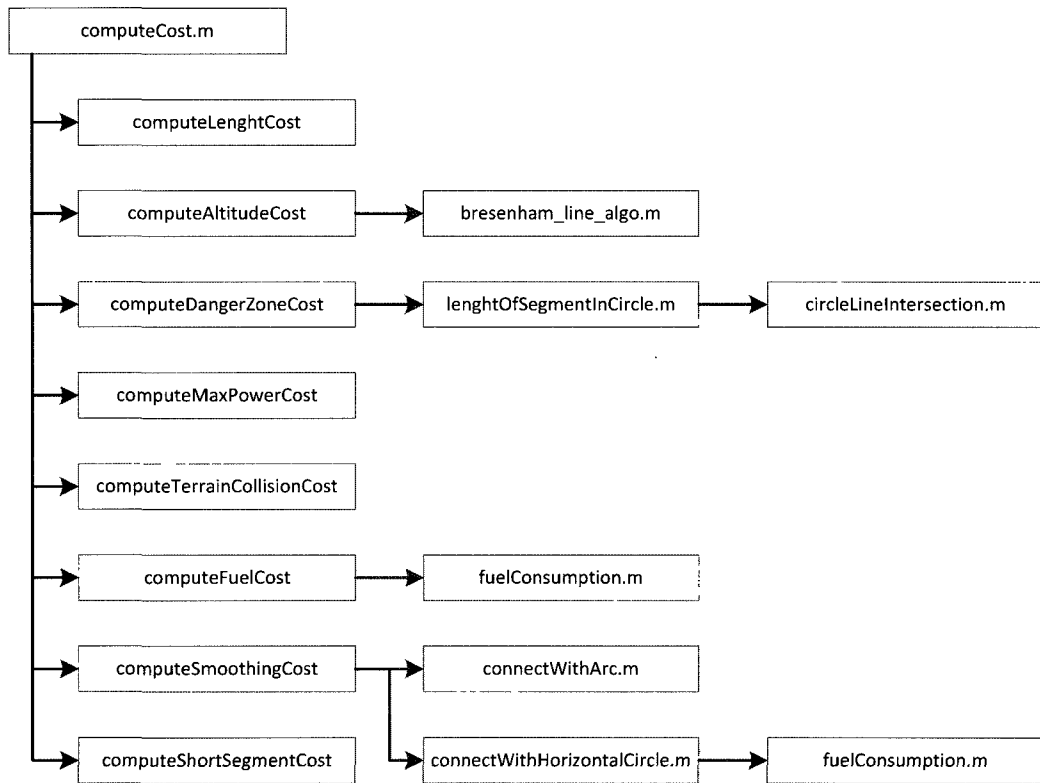 computeCost.m
computeLenghtCost
computeAltitudeCost
bresenham_line_algo.m
computeDangerZoneCost
lenghtOfSegmentInCircle.m
circleLineIntersection.m
computeMaxPowerCost
computeTerrainCollisionCost
computeFuelCost
fuelConsumption.m
computeSmoothingCost
connectWithArc.m
computeShortSegmentCost
connectWithHorizontalCircle.m
fuelConsumption.m